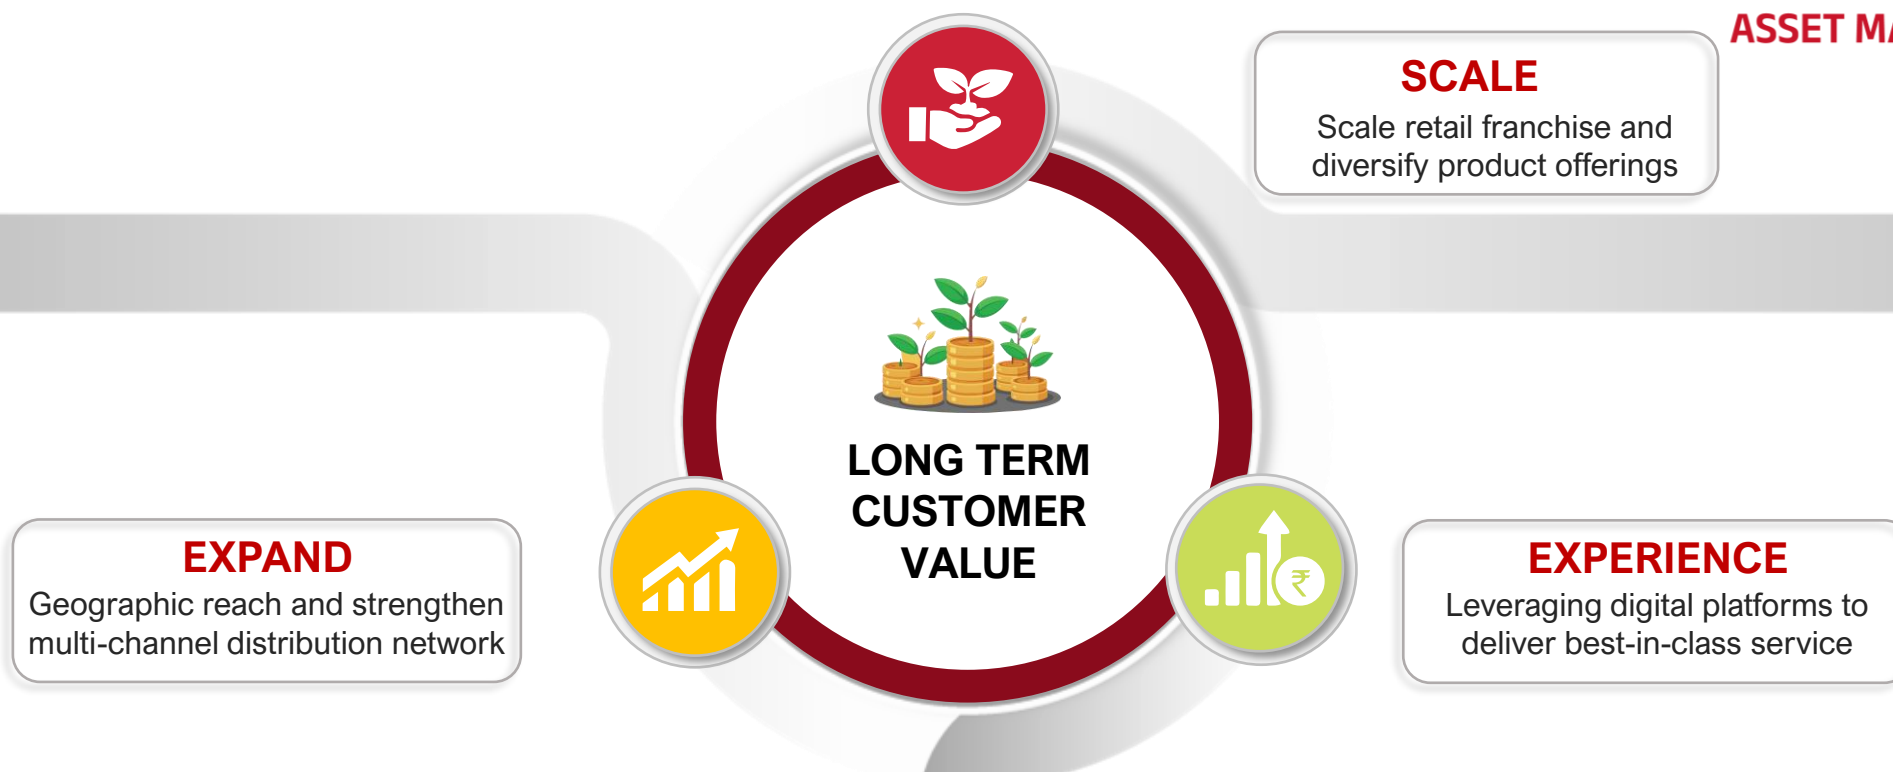 ASSET
SCALE
Scale retail franchise and
diversify product offerings
LONG TERM
CUSTOMER
VALUE
₹
EXPAND
Geographic reach and strengthen
multi-channel distribution network
EXPERIENCE
Leveraging digital platforms to
deliver best-in-class service